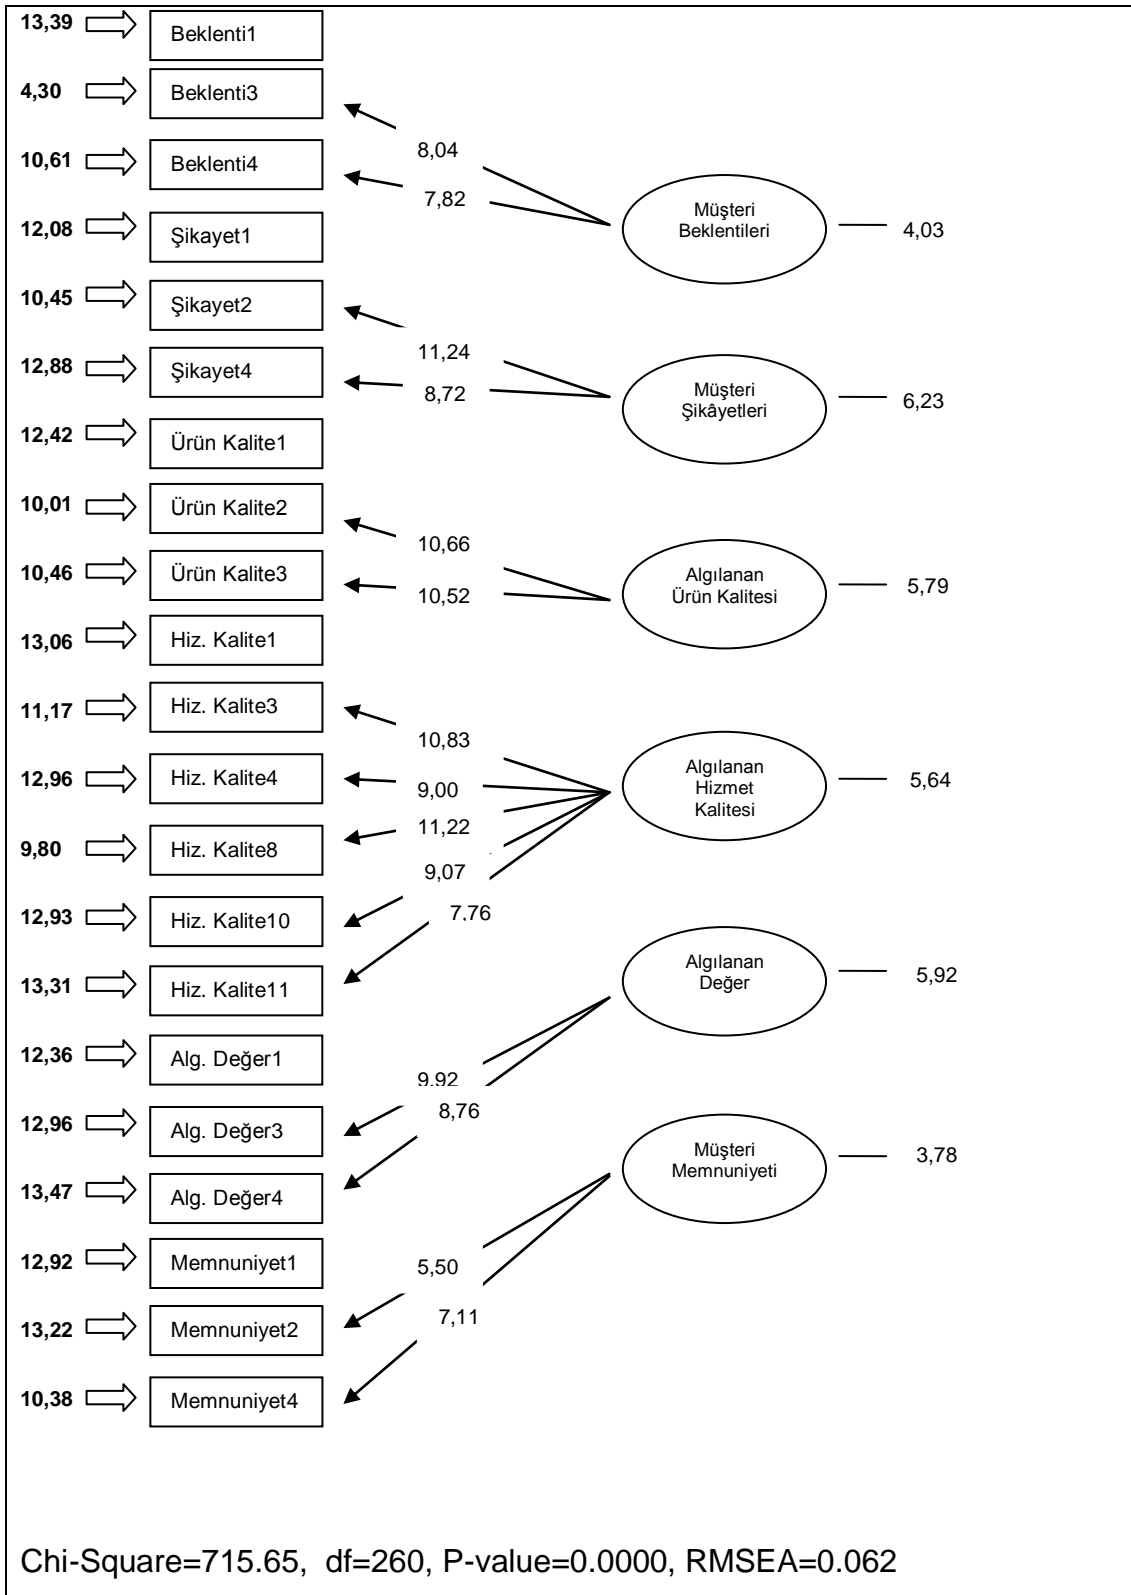 13,39 Beklenti1
4,30 Beklenti3
8,04
10,61 Beklenti4
7,82
Müşteri
Beklentileri
4,03
12,08 Şikayet1
10,45 Şikayet2
11,24
12,88 Şikayet4
8,72
Müşteri
Şikâyetleri
6,23
12,42 Ürün Kalite1
10,01 Ürün Kalite2
10,66
10,46 Ürün Kalite3
10,52
Algılanan
Ürün Kalitesi
5,79
13,06 Hiz. Kalite1
11,17 Hiz. Kalite3
10,83
12,96 Hiz. Kalite4
9,00
Algılanan
Hizmet
Kalitesi
5,64
11,22
9,80 Hiz. Kalite8
9,07
12,93 Hiz. Kalite10
7,76
13,31 Hiz. Kalite11
Algılanan
Değer
5,92
12,36 Alg. Değer1
9,92
12,96 Alg. Değer3
8,76
13,47 Alg. Değer4
Müşteri
Memnuniyeti
3,78
12,92 Memnuniyet1
5,50
13,22 Memnuniyet2
7,11
10,38 Memnuniyet4
Chi-Square=715.65, df=260, P-value=0.0000, RMSEA=0.062